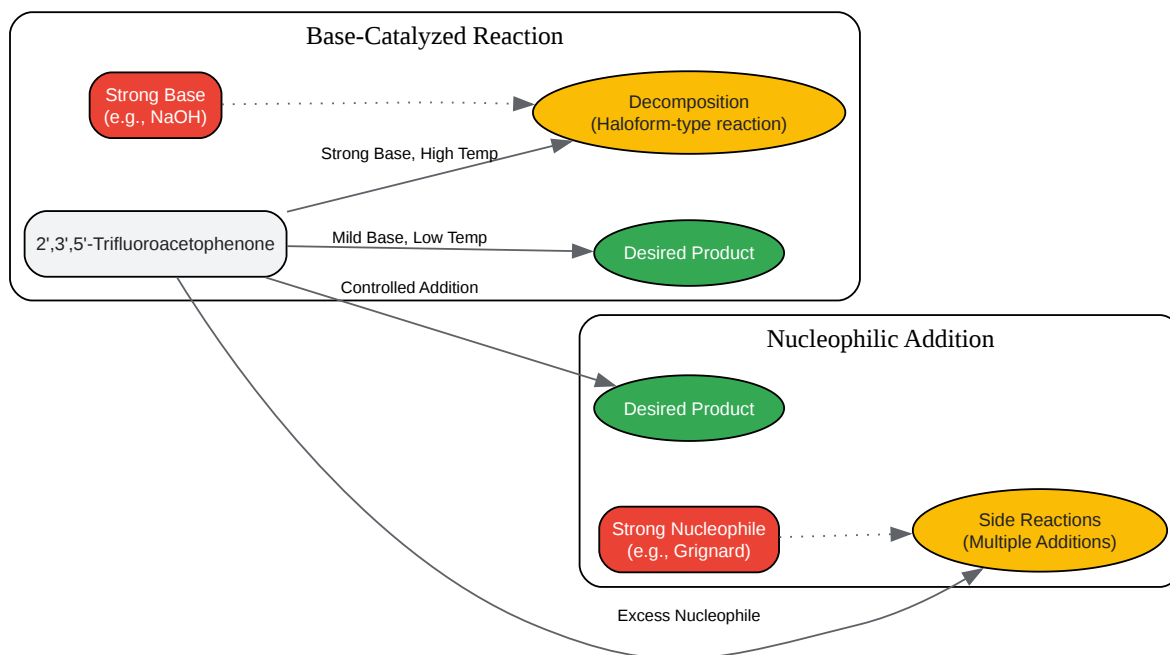 Base-Catalyzed Reaction
Strong Base
(e.g., NaOH)
Decomposition
(Haloform-type reaction)
Strong Base, High Temp
2',3',5'-Trifluoroacetophenone
Mild Base, Low Temp
Desired Product
Controlled Addition
Nucleophilic Addition
Desired Product
Strong Nucleophile
(e.g., Grignard)
Side Reactions
(Multiple Additions)
Excess Nucleophile